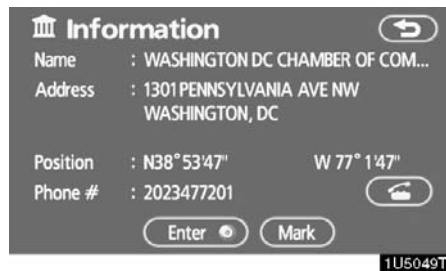 Information
Name : WASHINGTON DC CHAMBER OF COM...
Address : 1301 PENNSYLVANIA AVE NW
WASHINGTON, DC
Position : N38°53'47" W 77°1'47"
Phone # : 2023477201
Enter Mark
1U5049T